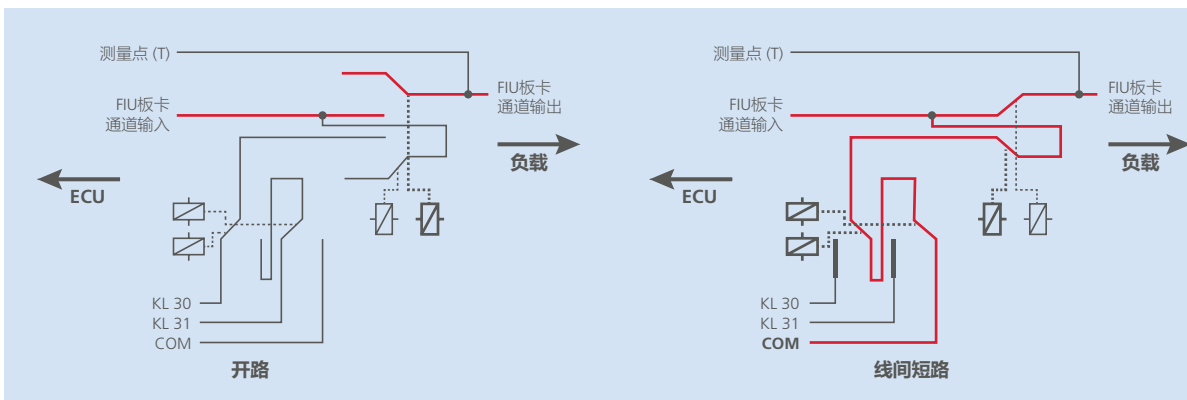 测量点 (T)
FIU板卡
通道输出
FIU板卡
通道输入
负载
ECU
KL 30
KL 31
COM
开路
测量点 (T)
FIU板卡
通道输出
FIU板卡
通道输入
负载
ECU
KL 30
KL 31
COM
线间短路